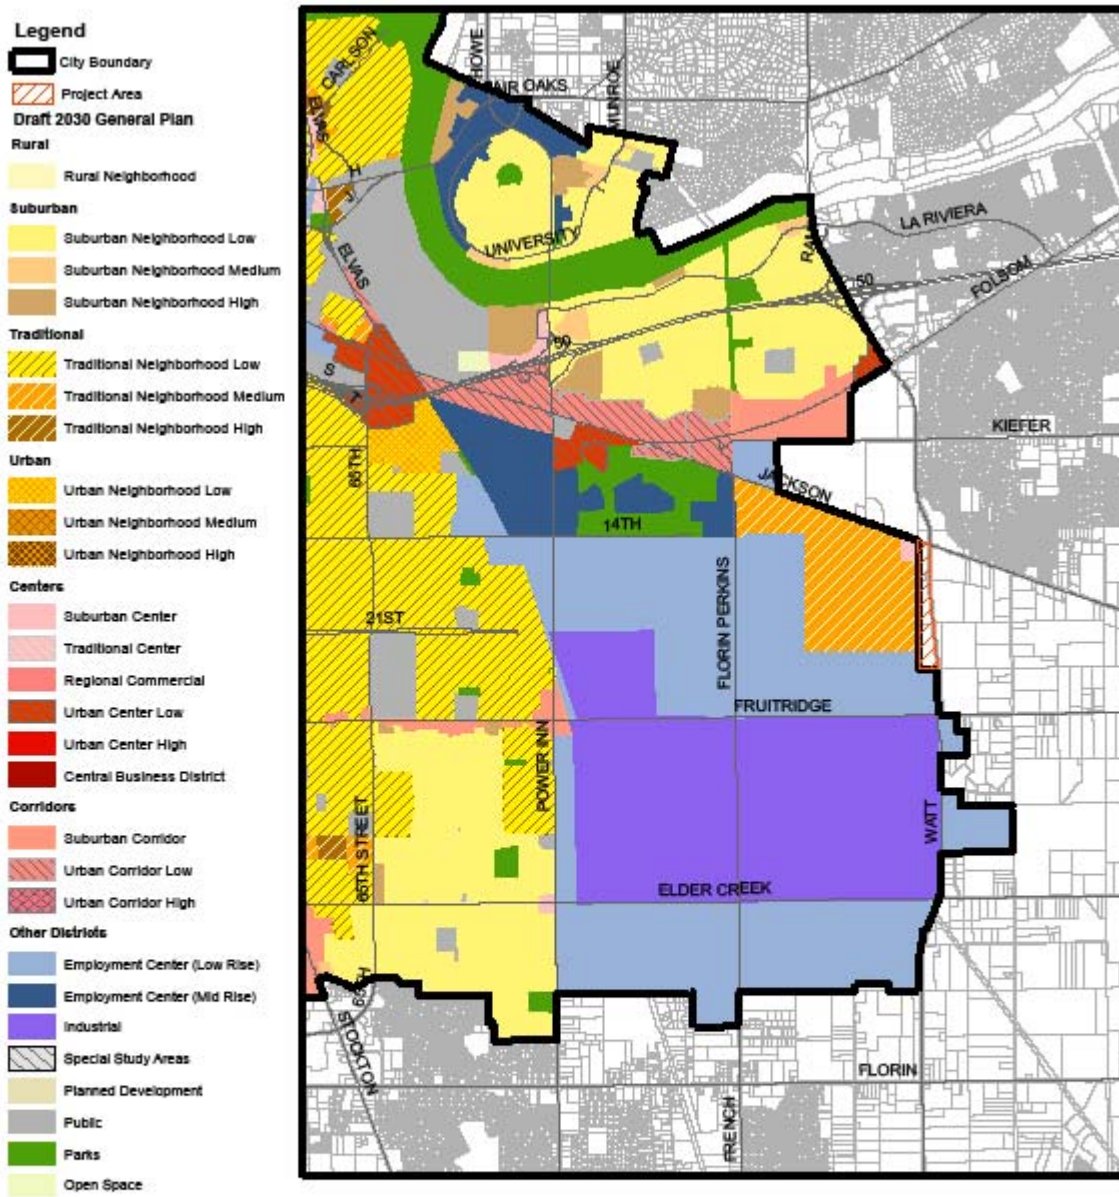 Legend
City Boundary
Project Area
Draft 2030 General Plan
Rural
Rural Neighborhood
Suburban
Suburban Neighborhood Low
Suburban Neighborhood Medium
Suburban Neighborhood High
Traditional
Traditional Neighborhood Low
Traditional Neighborhood Medium
Traditional Neighborhood High
Urban
Urban Neighborhood Low
Urban Neighborhood Medium
Urban Neighborhood High
Centers
Suburban Center
Traditional Center
Regional Commercial
Urban Center Low
Urban Center High
Central Business District
Corridors
Suburban Corridor
Urban Corridor Low
Urban Corridor High
Other Districts
Employment Center (Low Rise)
Employment Center (Mid Rise)
Industrial
Special Study Areas
Planned Development
Public
Parks
Open Space
CARLSON
HOWE
AIR OAKS
MUNROE
ELVAS
H
J
UNIVERSITY
LA RIVIERA
ELVAS
50
FOLSOM
50
S
T
KIEFER
65TH
JACKSON
14TH
21ST
FLORIN PERKINS
FRUITRIDGE
POWER INN
65TH STREET
WATT
ELDER CREEK
65TH
STOCKTON
FLORIN
FRENCH